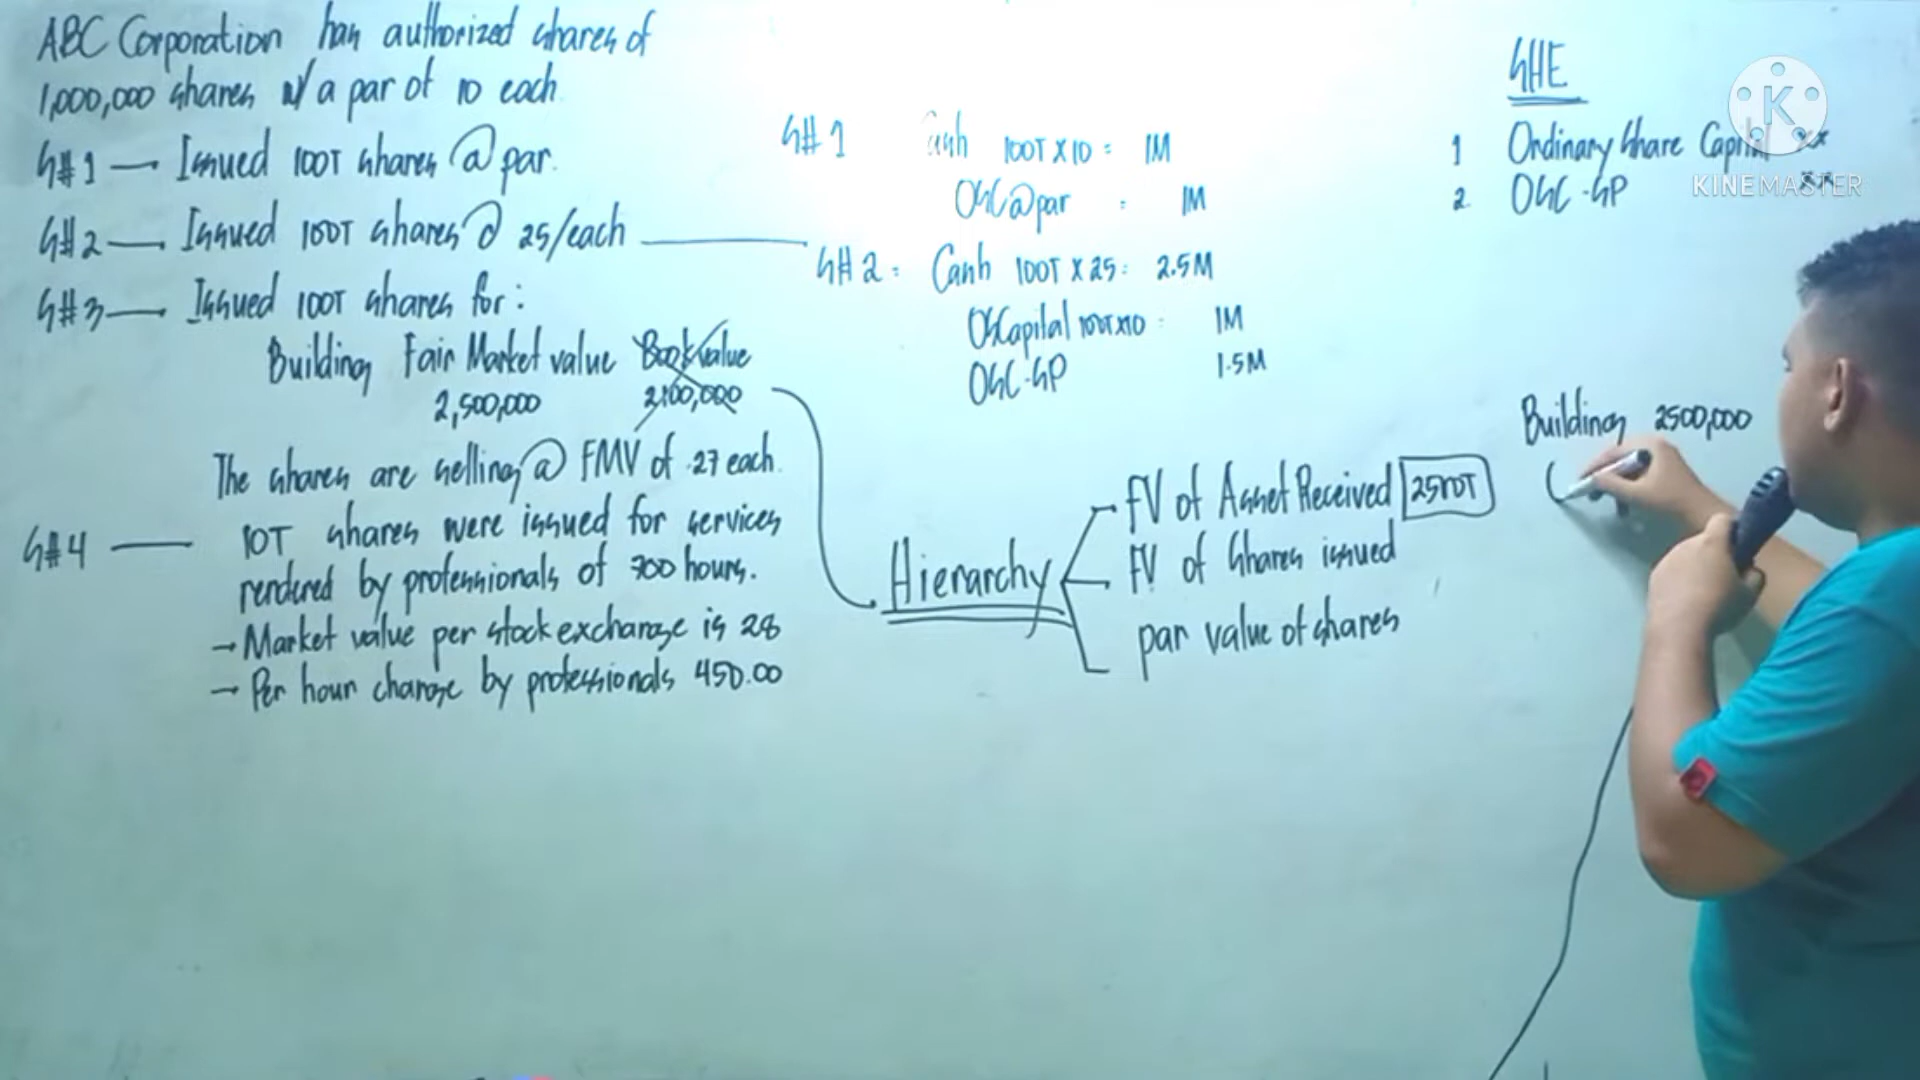 ABC Corporation has authorized shares of
1,000,000 shares w/ a par of 10 each.
S#1 — Issued 100T shares @ par.
S#2 — Issued 100T shares @ 25/each
S#3 — Issued 100T shares for:
Building Fair Market value Book value
2,500,000 2,100,000
The shares are selling @ FMV of 27 each.
S#4 — 10T shares were issued for services
rendered by professionals of 700 hours.
→ Market value per stock exchange is 28
→ Per hour charge by professionals 450.00
S# 1 Cash 100T X 10 = 1M
OSC@par = 1M
S# 2 = Cash 100T X 25 = 2.5M
OSCapital 100TX10 = 1M
OSC-SP 1.5M
Hierarchy
FV of Asset Received 2500T
FV of Shares issued
par value of shares
SHE
1 Ordinary Share Capital xx
2. OSC-SP xx
Building 2500,000
K
KINEMASTER